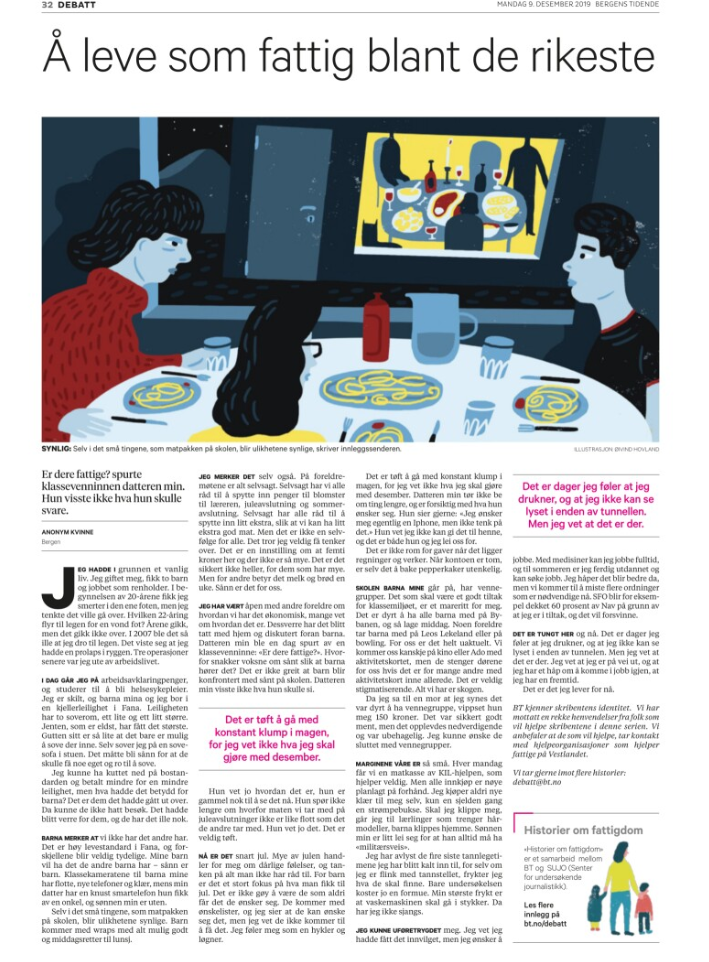 32 DEBATT
MANDAG 9. DESEMBER 2019 BERGENS TIDENDE
Å leve som fattig blant de rikeste
SYNLIG: Selv i det små tingene, som matpakken på skolen, blir ulikhetene synlige, skriver innleggssenderen.
ILLUSTRASJON: ØIVIND HOVLAND
Er dere fattige? spurte
klassevenninnen datteren min.
Hun visste ikke hva hun skulle
svare.
ANONYM KVINNE
Bergen
JEG HADDE I grunnen et vanlig
liv. Jeg giftet meg, fikk to barn
og jobbet som renholder. I be-
gynnelsen av 20-årene fikk jeg
smerter i den ene foten, men jeg
tenkte det ville gå over. Hvilken 22-åring
flyr til legen for en vond fot? Årene gikk,
men det gikk ikke over. I 2007 ble det så
ille at jeg dro til legen. Det viste seg at jeg
hadde en prolaps i ryggen. Tre operasjoner
senere var jeg ute av arbeidslivet.
I DAG GÅR JEG PÅ arbeidsavklaringpenger,
og studerer til å bli helsesykepleier.
Jeg er skilt, og barna mina og jeg bor i
en kjellerleilighet i Fana. Leiligheten
har to soverom, ett lite og ett litt større.
Jenten, som er eldst, har fått det største.
Gutten sitt er så lite at det bare er mulig
å sove der inne. Selv sover jeg på en sove-
sofa i stuen. Det måtte bli sånn for at de
skulle få noe eget og ro til å sove.
Jeg kunne ha kuttet ned på bostan-
darden og betalt mindre for en mindre
leilighet, men hva hadde det betydd for
barna? Det er dem det hadde gått ut over.
Da kunne de ikke hatt besøk. Det hadde
blitt verre for dem, og de har det ille nok.
BARNA MERKER AT vi ikke har det andre har.
Det er høy levestandard i Fana, og for-
skjellene blir veldig tydelige. Mine barn
vil ha det de andre barna har – sånn er
barn. Klassekameratene til barna mine
har flotte, nye telefoner og klær, mens min
datter har en knust smartelefon hun fikk
av en onkel, og sønnen min er uten.
Selv i det små tingene, som matpakken
på skolen, blir ulikhetene synlige. Barn
kommer med wraps med alt mulig godt
og middagsretter til lunsj.
JEG MERKER DET selv også. På foreldre-
møtene er alt selvsagt. Selvsagt har vi alle
råd til å spytte inn penger til blomster
til læreren, juleavslutning og sommer-
avslutning. Selvsagt har alle råd til å
spytte inn litt ekstra, slik at vi kan ha litt
ekstra god mat. Men det er ikke en selv-
følge for alle. Det tror jeg veldig få tenker
over. Det er en innstilling om at femti
kroner her og der ikke er så mye. Det er det
sikkert ikke heller, for dem som har mye.
Men for andre betyr det melk og brød en
uke. Sånn er det for oss.
JEG HAR VÆRT åpen med andre foreldre om
hvordan vi har det økonomisk, mange vet
om hvordan det er. Dessverre har det blitt
tatt med hjem og diskutert foran barna.
Datteren min ble en dag spurt av en
klassevenninne: «Er dere fattige?». Hvor-
for snakker voksne om sånt slik at barna
hører det? Det er ikke greit at barn blir
konfrontert med sånt på skolen. Datteren
min visste ikke hva hun skulle si.
Det er tøft å gå med
konstant klump i magen,
for jeg vet ikke hva jeg skal
gjøre med desember.
Hun vet jo hvordan det er, hun er
gammel nok til å se det nå. Hun spør ikke
lengre om hvorfor maten vi tar med på
juleavslutninger ikke er like flott som det
de andre tar med. Hun vet jo det. Det er
veldig tøft.
NÅ ER DET snart jul. Mye av julen hand-
ler for meg om dårlige følelser, og tan-
ken på alt man ikke har råd til. For barn
er det et stort fokus på hva man fikk til
jul. Det er ikke gøy å være de som aldri
får det de ønsker seg. De kommer med
ønskelister, og jeg sier at de kan ønske
seg det, men jeg vet de ikke kommer til
å få det. Jeg føler meg som en hykler og
løgner.
Det er tøft å gå med konstant klump i
magen, for jeg vet ikke hva jeg skal gjøre
med desember. Datteren min tør ikke be
om ting lengre, og er forsiktig med hva hun
ønsker seg. Hun sier gjerne: «Jeg ønsker
meg egentlig en Iphone, men ikke tenk på
det.» Hun vet jeg ikke kan gi det til henne,
og det er både hun og jeg lei oss for.
Det er ikke rom for gaver når det ligger
regninger og verker. Når kontoen er tom,
er selv det å bake pepperkaker utenkelig.
SKOLEN BARNA MINE går på, har venne-
grupper. Det som skal være et godt tiltak
for klassemiljøet, er et mareritt for meg.
Det er dyrt å ha alle barna med på By-
banen, og så lage middag. Noen foreldre
tar barna med på Leos Lekeland eller på
bowling. For oss er det helt uaktuelt. Vi
kommer oss kanskje på kino eller Ado med
aktivitetskortet, men de stenger dørene
for oss hvis det er for mange andre med
aktivitetskort inne allerede. Det er veldig
stigmatiserende. Alt vi har er skogen.
Da jeg sa til en mor at jeg synes det
var dyrt å ha vennegruppe, vippset hun
meg 150 kroner. Det var sikkert godt
ment, men det opplevdes nedverdigende
og var ubehagelig. Jeg kunne ønske de
sluttet med vennegrupper.
MARGINENE VÅRE ER så små. Hver mandag
får vi en matkasse av KIL-hjelpen, som
hjelper veldig. Men alle innkjøp er nøye
planlagt på forhånd. Jeg kjøper aldri nye
klær til meg selv, kun en sjelden gang
en strømpebukse. Skal jeg klippe meg,
går jeg til lærlinger som trenger hår-
modeller, barna klippes hjemme. Sønnen
min er litt lei seg for at han alltid må ha
«militærsveis».
Jeg har avlyst de fire siste tannlegeti-
mene jeg har blitt kalt inn til, for selv om
jeg er flink med tannstellet, frykter jeg
hva de skal finne. Bare undersøkelsen
koster jo en formue. Min største frykt er
at vaskemaskinen skal gå i stykker. Da
har jeg ikke sjangs.
JEG KUNNE UFØRETRYGDET meg. Jeg vet jeg
hadde fått det innvilget, men jeg ønsker å
Det er dager jeg føler at jeg
drukner, og at jeg ikke kan se
lyset i enden av tunnellen.
Men jeg vet at det er der.
jobbe. Med medisiner kan jeg jobbe fulltid,
og til sommeren er jeg ferdig utdannet og
kan søke jobb. Jeg håper det blir bedre da,
men vi kommer til å miste flere ordninger
som er nødvendige nå. SFO blir for eksem-
pel dekket 60 prosent av Nav på grunn av
at jeg er i tiltak, og det vil forsvinne.
DET ER TUNGT HER og nå. Det er dager jeg
føler at jeg drukner, og at jeg ikke kan se
lyset i enden av tunnelen. Men jeg vet at
det er der. Jeg vet at jeg er på vei ut, og at
jeg har et håp om å komme i jobb igjen, at
jeg har en fremtid.
Det er det jeg lever for nå.
BT kjenner skribentens identitet. Vi har
mottatt en rekke henvendelser fra folk som
vil hjelpe skribentene i denne serien. Vi
anbefaler at de som vil hjelpe, tar kontakt
med hjelpeorganisasjoner som hjelper
fattige på Vestlandet.
Vi tar gjerne imot flere historier:
debatt@bt.no
Historier om fattigdom
«Historier om fattigdom»
er et samarbeid mellom
BT og SUJO (Senter
for undersøkende
journalistikk).
Les flere
innlegg på
bt.no/debatt